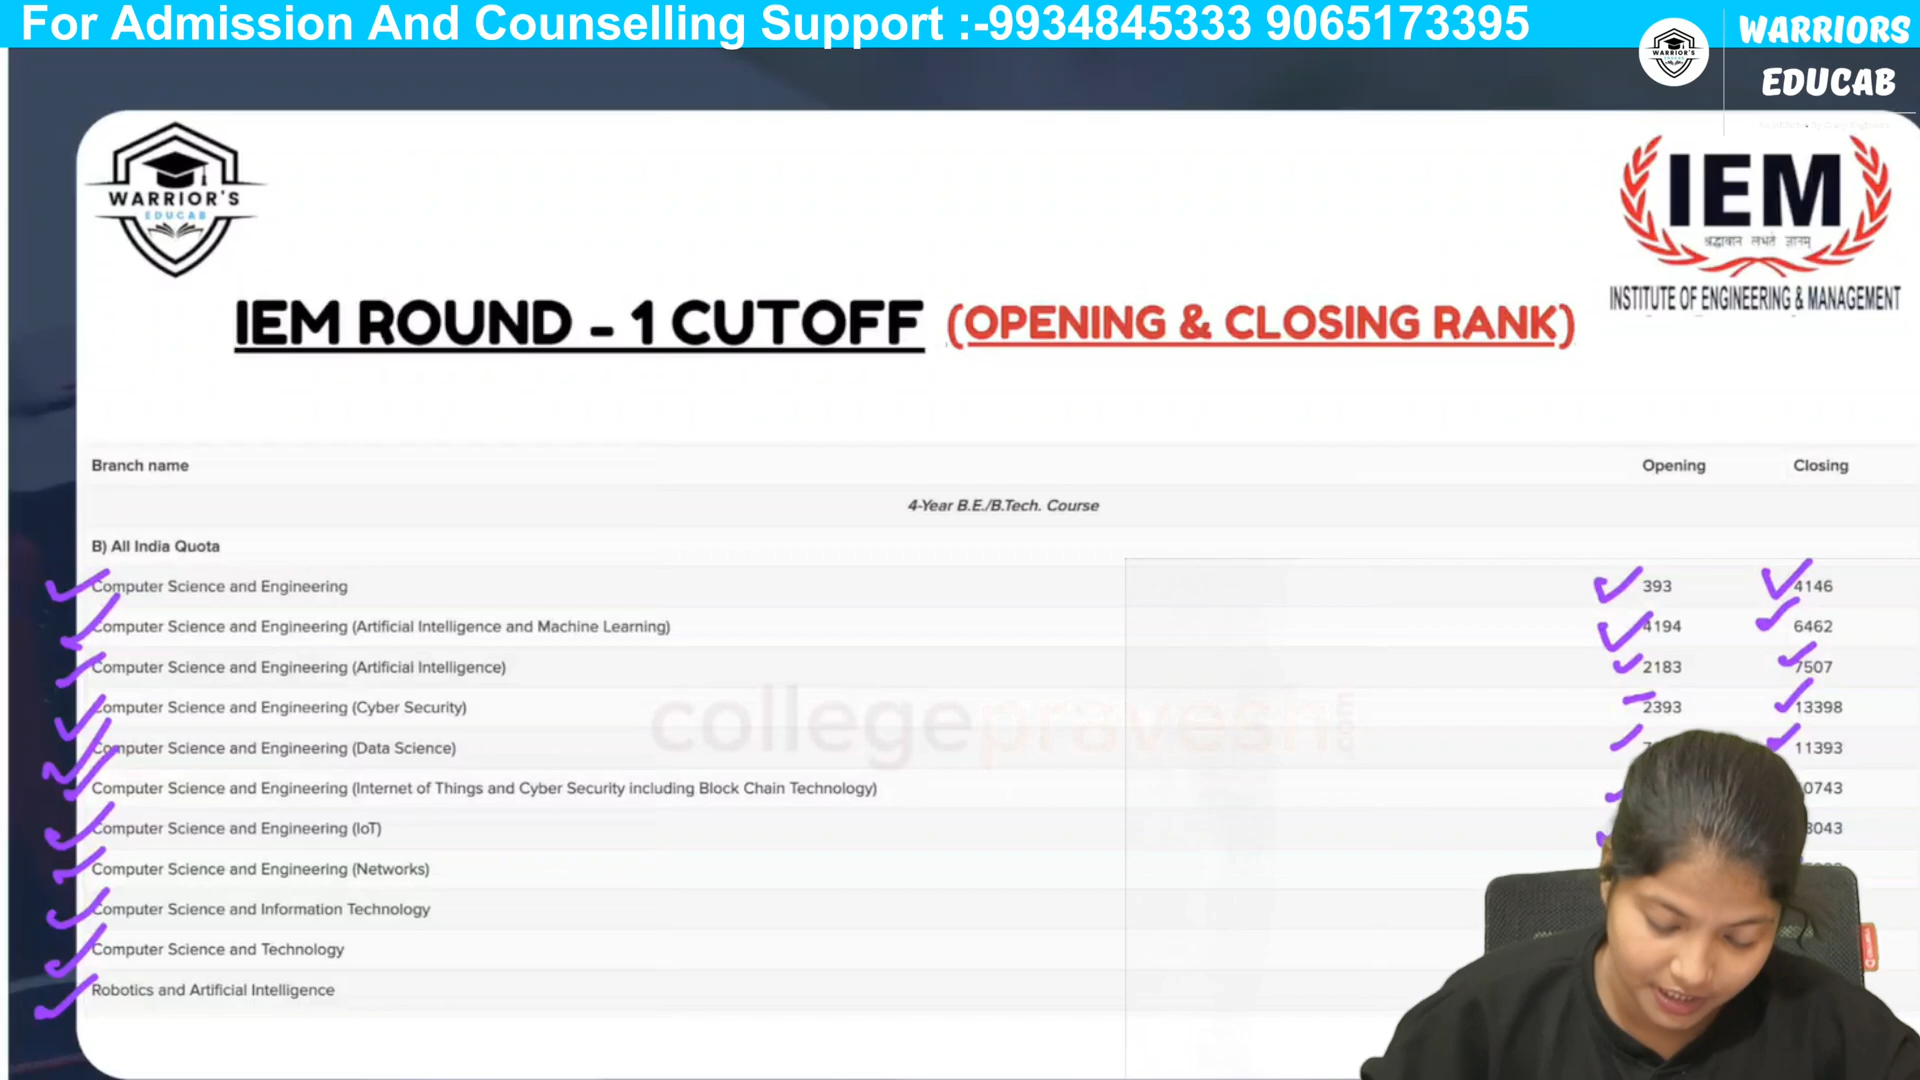 For Admission And Counselling Support :-9934845333 9065173395
WARRIORS
EDUCAB
WARRIOR'S
EDUCAB
WARRIOR'S
EDUCAB
IEM
श्रद्धावान लभते ज्ञानम्
INSTITUTE OF ENGINEERING & MANAGEMENT
IEM ROUND - 1 CUTOFF (OPENING & CLOSING RANK)
Branch name Opening Closing
4-Year B.E./B.Tech. Course
B) All India Quota
Computer Science and Engineering 393 4146
Computer Science and Engineering (Artificial Intelligence and Machine Learning) 4194 6462
Computer Science and Engineering (Artificial Intelligence) 2183 7507
Computer Science and Engineering (Cyber Security) 2393 13398
Computer Science and Engineering (Data Science) 11393
Computer Science and Engineering (Internet of Things and Cyber Security including Block Chain Technology) 0743
Computer Science and Engineering (IoT) 3043
Computer Science and Engineering (Networks)
Computer Science and Information Technology
Computer Science and Technology
Robotics and Artificial Intelligence
collegepravesh.com